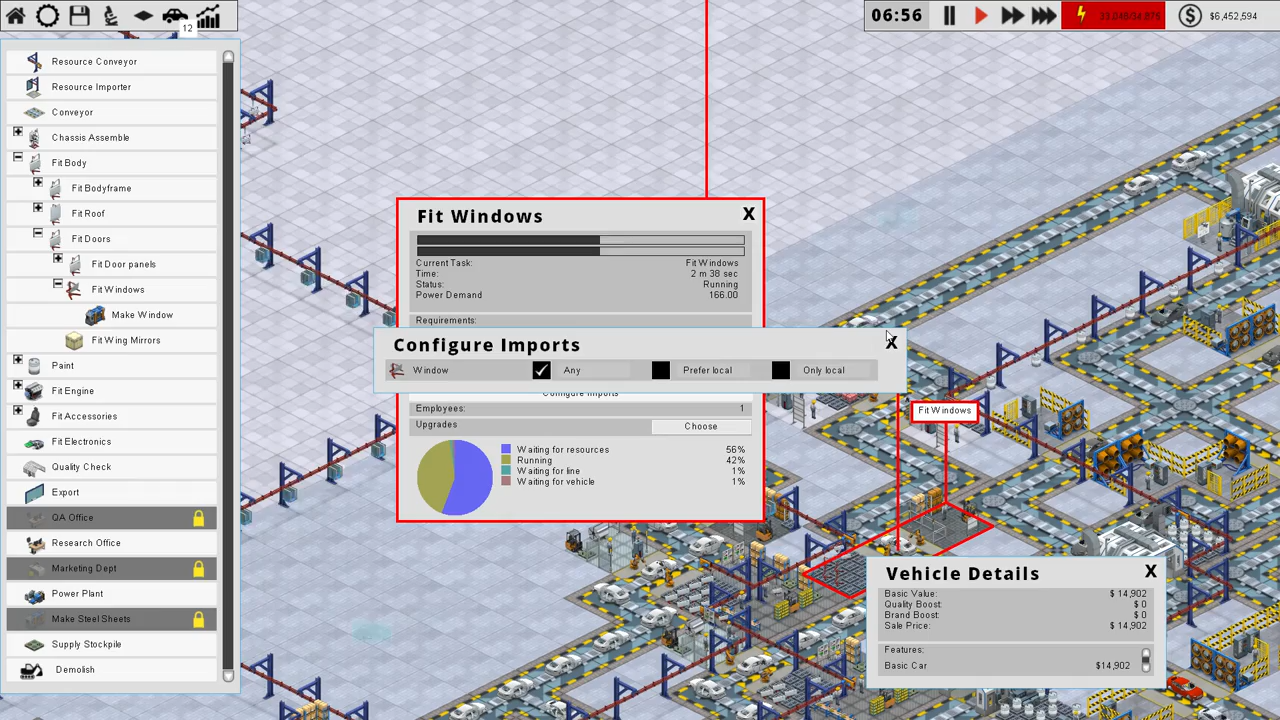 12
06:56
33,048/34,876
$6,452,594
Resource Conveyor
Resource Importer
Conveyor
Chassis Assemble
Fit Body
Fit Bodyframe
Fit Roof
Fit Doors
Fit Door panels
Fit Windows
Make Window
Fit Wing Mirrors
Paint
Fit Engine
Fit Accessories
Fit Electronics
Quality Check
Export
QA Office
Research Office
Marketing Dept
Power Plant
Make Steel Sheets
Supply Stockpile
Demolish
Fit Windows X
Current Task: Fit Windows
Time: 2 m 38 sec
Status: Running
Power Demand 166.00
Requirements:
Configure Imports X
Window Any Prefer local Only local
Configure Imports
Employees: 1
Upgrades Choose
Waiting for resources 56%
Running 42%
Waiting for line 1%
Waiting for vehicle 1%
Fit Windows
Vehicle Details X
Basic Value: $ 14,902
Quality Boost: $ 0
Brand Boost: $ 0
Sale Price: $ 14,902
Features:
Basic Car $14,902